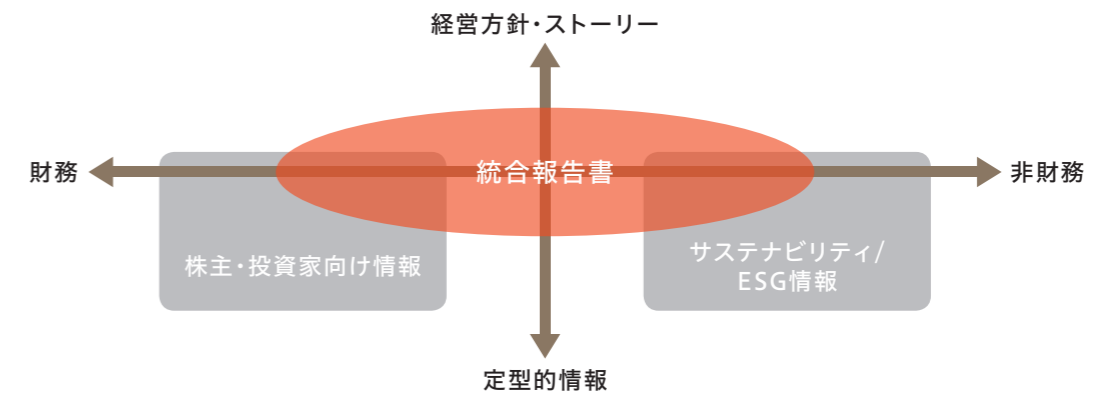 経営方針・ストーリー
財務
統合報告書
非財務
株主・投資家向け情報
サステナビリティ/
ESG情報
定型的情報